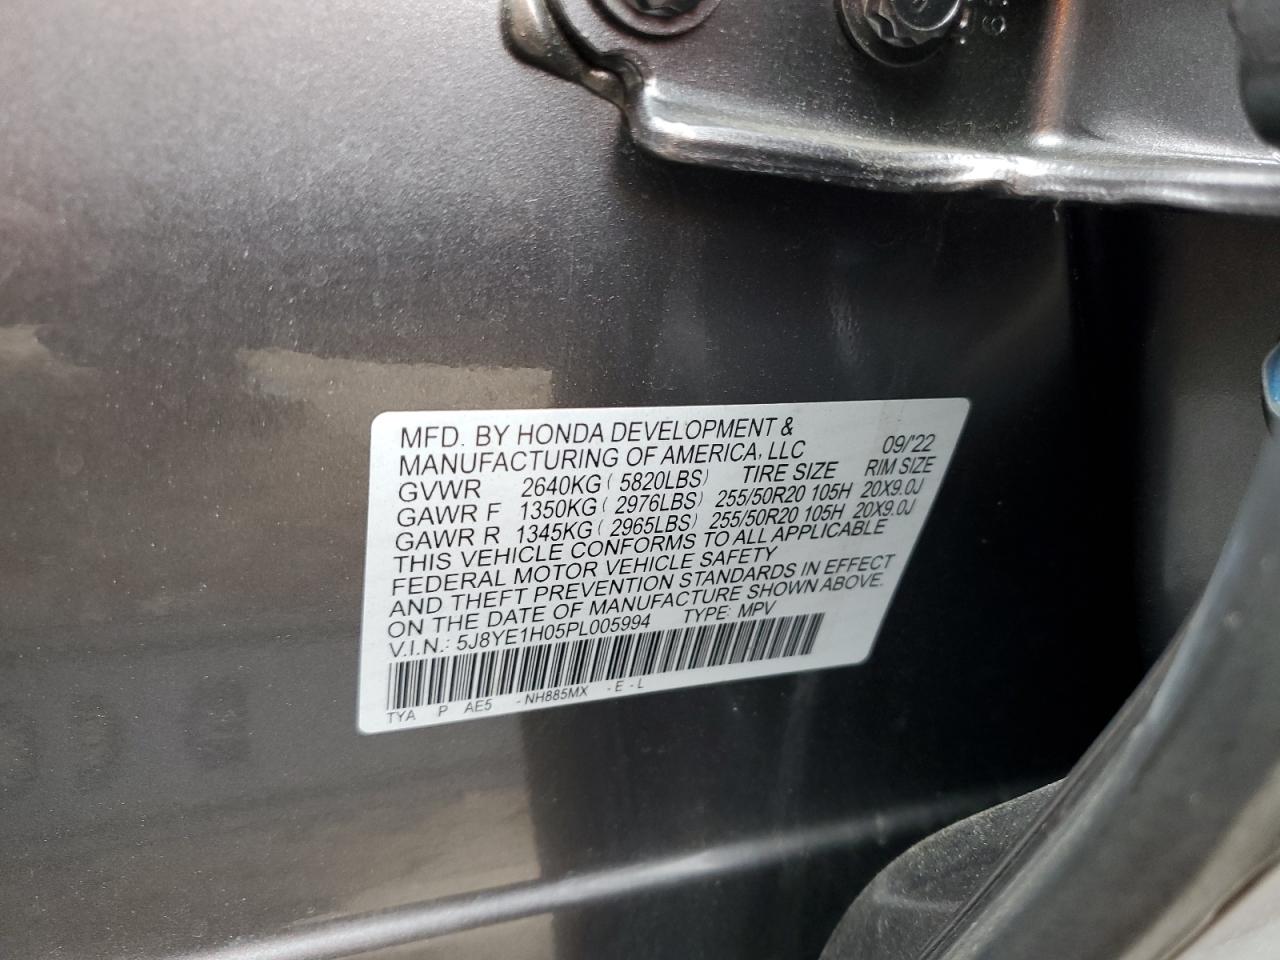 MFD. BY HONDA DEVELOPMENT &
MANUFACTURING OF AMERICA, LLC 09/'22
GVWR 2640KG ( 5820LBS) TIRE SIZE RIM SIZE
GAWR F 1350KG ( 2976LBS) 255/50R20 105H 20X9.0J
GAWR R 1345KG ( 2965LBS) 255/50R20 105H 20X9.0J
THIS VEHICLE CONFORMS TO ALL APPLICABLE
FEDERAL MOTOR VEHICLE SAFETY
AND THEFT PREVENTION STANDARDS IN EFFECT
ON THE DATE OF MANUFACTURE SHOWN ABOVE.
V.I.N.: 5J8YE1H05PL005994 TYPE: MPV
TYA P AE5 -NH885MX -E-L